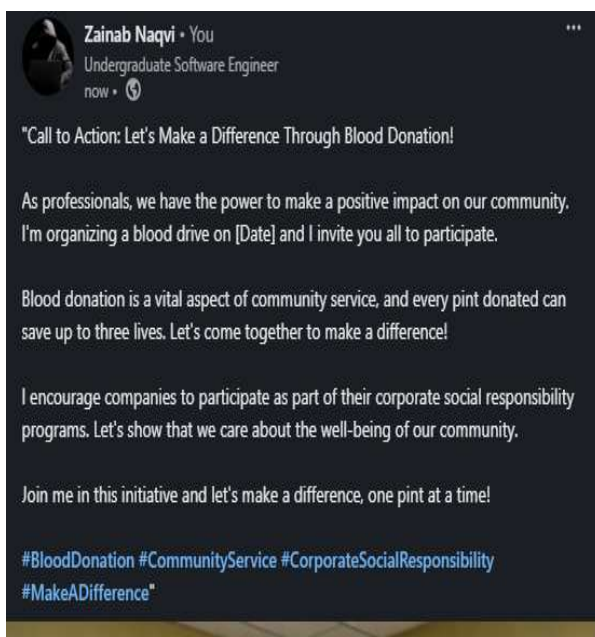 Zainab Naqvi • You
Undergraduate Software Engineer
now •
"Call to Action: Let's Make a Difference Through Blood Donation!
As professionals, we have the power to make a positive impact on our community.
I'm organizing a blood drive on [Date] and I invite you all to participate.
Blood donation is a vital aspect of community service, and every pint donated can
save up to three lives. Let's come together to make a difference!
I encourage companies to participate as part of their corporate social responsibility
programs. Let's show that we care about the well-being of our community.
Join me in this initiative and let's make a difference, one pint at a time!
#BloodDonation #CommunityService #CorporateSocialResponsibility
#MakeADifference"